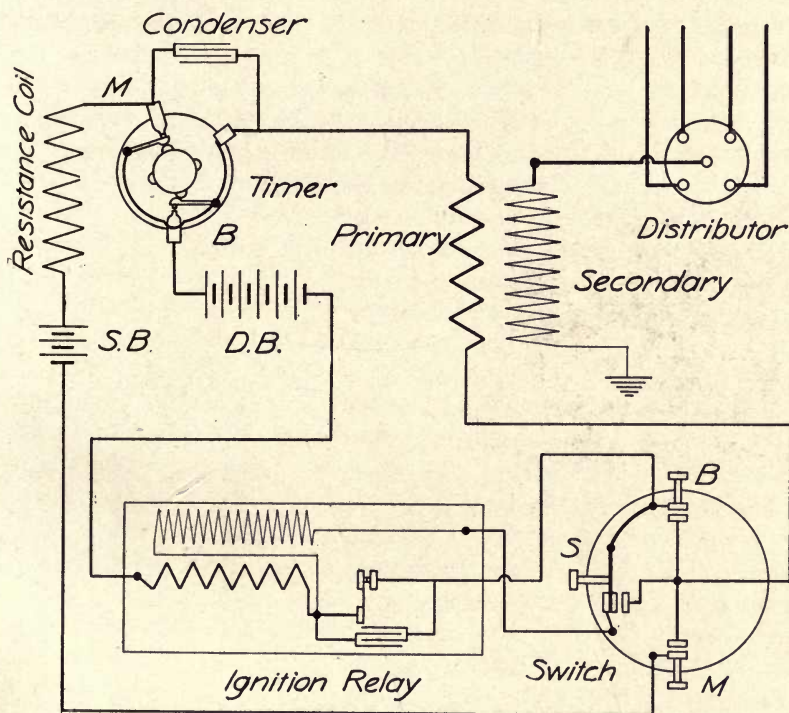 Condenser
Resistance Coil
M
Timer
B
Primary
Secondary
Distributor
S.B.
D.B.
B
S
Ignition Relay
Switch
M